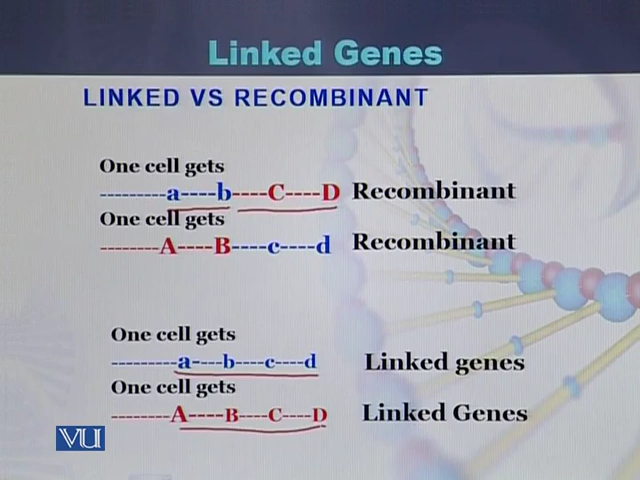 Linked Genes
LINKED VS RECOMBINANT
One cell gets
---------a----b----C----D Recombinant
One cell gets
--------A----B----c----d Recombinant
One cell gets
---------a----b----c----d Linked genes
One cell gets
--------A----B----C----D Linked Genes
VU